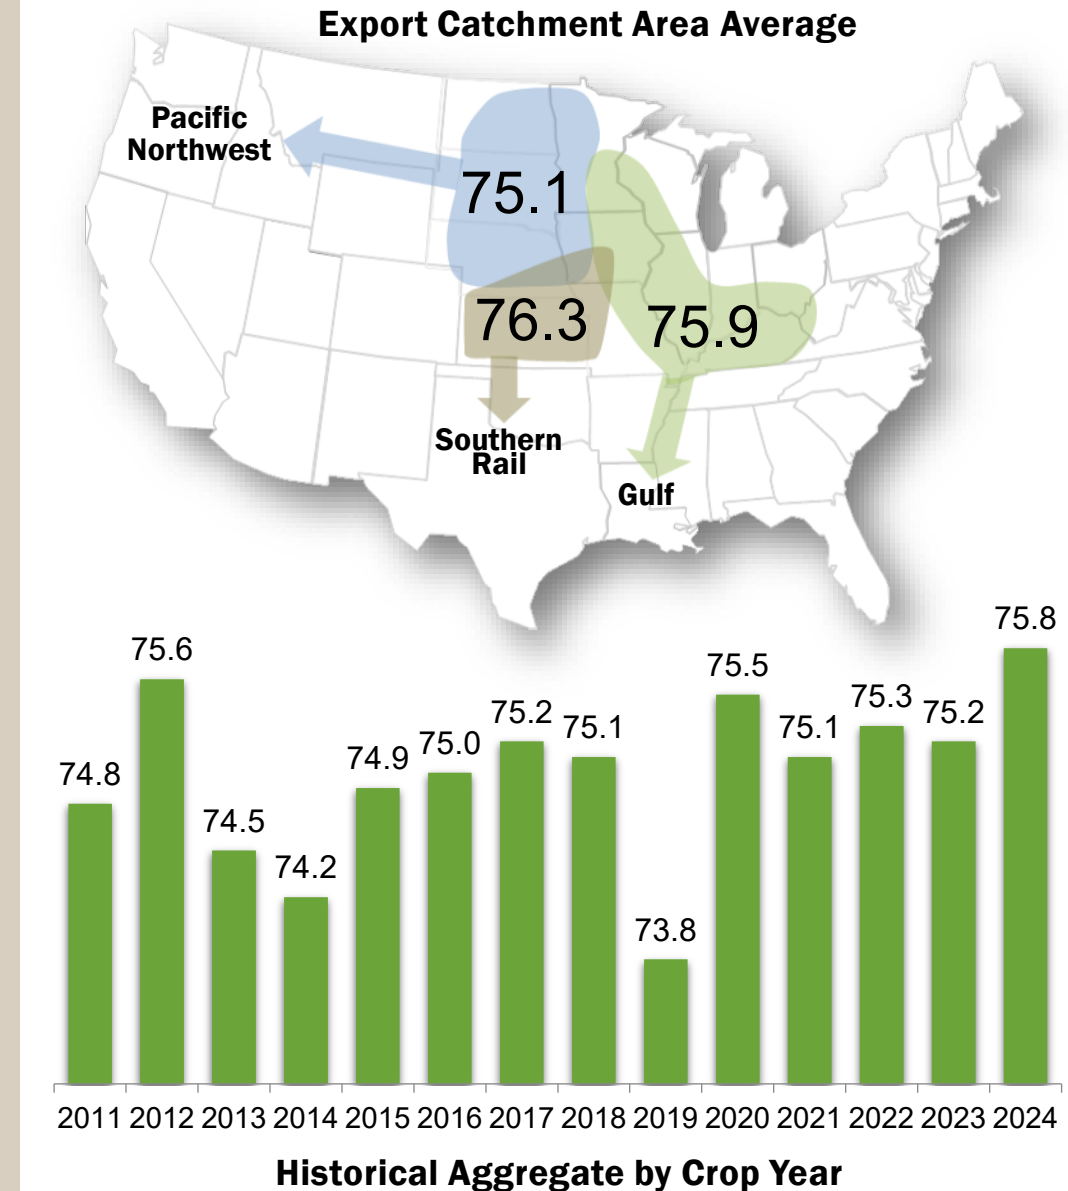 Export Catchment Area Average
Pacific
Northwest
75.1
76.3
75.9
Southern
Rail
Gulf
74.8
75.6
74.5
74.2
74.9
75.0
75.2
75.1
73.8
75.5
75.1
75.3
75.2
75.8
2011 2012 2013 2014 2015 2016 2017 2018 2019 2020 2021 2022 2023 2024
Historical Aggregate by Crop Year